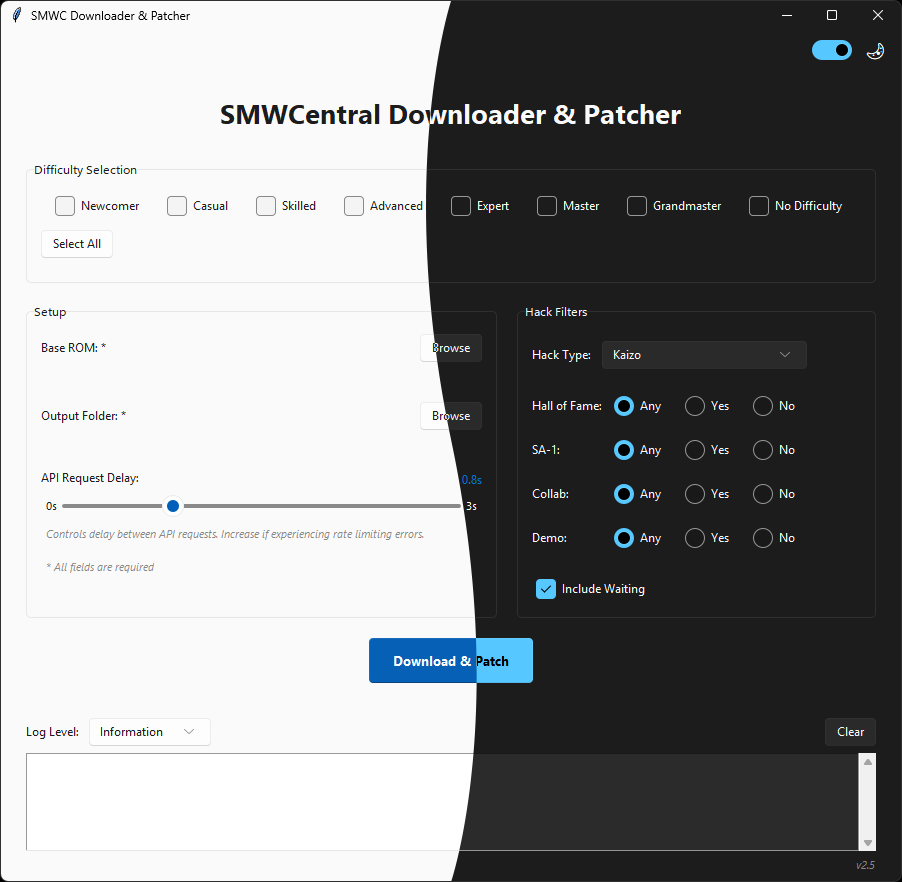 SMWC Downloader & Patcher
SMWCentral Downloader & Patcher
Difficulty Selection
Newcomer Casual Skilled Advanced Expert Master Grandmaster No Difficulty
Select All
Setup
Base ROM: * Browse
Output Folder: * Browse
API Request Delay: 0.8s
0s 3s
Controls delay between API requests. Increase if experiencing rate limiting errors.
* All fields are required
Hack Filters
Hack Type: Kaizo
Hall of Fame: Any Yes No
SA-1: Any Yes No
Collab: Any Yes No
Demo: Any Yes No
Include Waiting
Download & Patch
Log Level: Information Clear
v2.5